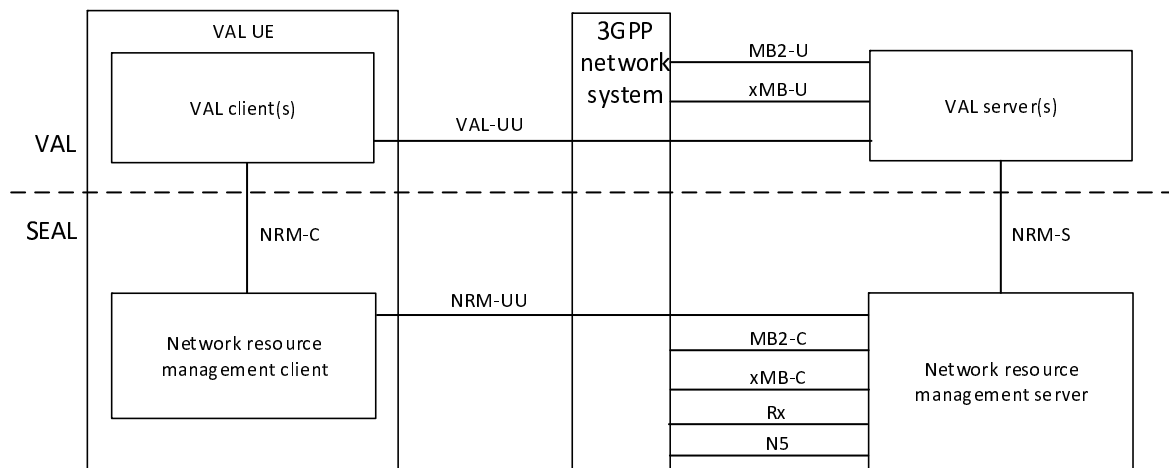 VAL UE
3GPP
network
system
MB2-U
VAL client(s)
xMB-U
VAL server(s)
VAL-UU
VAL
SEAL
NRM-C
NRM-S
NRM-UU
Network resource
management client
MB2-C
xMB-C
Network resource
management server
Rx
N5